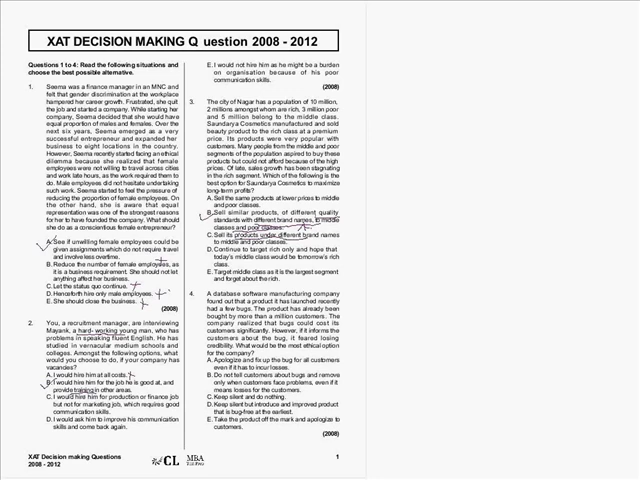 XAT DECISION MAKING Q uestion 2008 - 2012
Questions 1 to 4: Read the following situations and
choose the best possible alternative.
1. Seema was a finance manager in an MNC and
felt that gender discrimination at the workplace
hampered her career growth. Frustrated, she quit
the job and started a company. While starting her
company, Seema decided that she would have
equal proportion of males and females. Over the
next six years, Seema emerged as a very
successful entrepreneur and expanded her
business to eight locations in the country.
However, Seema recently started facing an ethical
dilemma because she realized that female
employees were not willing to travel across cities
and work late hours, as the work required them to
do. Male employees did not hesitate undertaking
such work. Seema started to feel the pressure of
reducing the proportion of female employees. On
the other hand, she is aware that equal
representation was one of the strongest reasons
for her to have founded the company. What should
she do as a conscientious female entrepreneur?
A. See if unwilling female employees could be
given assignments which do not require travel
and involve less overtime.
B. Reduce the number of female employees, as
it is a business requirement. She should not let
anything affect her business.
C. Let the status quo continue.
D. Henceforth hire only male employees.
E. She should close the business.
(2008)
2. You, a recruitment manager, are interviewing
Mayank, a hard- working young man, who has
problems in speaking fluent English. He has
studied in vernacular medium schools and
colleges. Amongst the following options, what
would you choose to do, if your company has
vacancies?
A. I would hire him at all costs.
B. I would hire him for the job he is good at, and
provide training in other areas.
C. I would hire him for production or finance job
but not for marketing job, which requires good
communication skills.
D. I would ask him to improve his communication
skills and come back again.
E. I would not hire him as he might be a burden
on organisation because of his poor
communication skills.
(2008)
3. The city of Nagar has a population of 10 million,
2 millions amongst whom are rich, 3 million poor
and 5 million belong to the middle class.
Saundarya Cosmetics manufactured and sold
beauty product to the rich class at a premium
price. Its products were very popular with
customers. Many people from the middle and poor
segments of the population aspired to buy these
products but could not afford because of the high
prices. Of late, sales growth has been stagnating
in the rich segment. Which of the following is the
best option for Saundarya Cosmetics to maximize
long-term profits?
A. Sell the same products at lower prices to middle
and poor classes.
B. Sell similar products, of different quality
standards with different brand names, to middle
classes and poor classes.
C. Sell its products under different brand names
to middle and poor classes.
D. Continue to target rich only and hope that
today's middle class would be tomorrow's rich
class.
E. Target middle class as it is the largest segment
and forget about the rich.
4. A database software manufacturing company
found out that a product it has launched recently
had a few bugs. The product has already been
bought by more than a million customers. The
company realized that bugs could cost its
customers significantly. However, if it informs the
customers about the bug, it feared losing
credibility. What would be the most ethical option
for the company?
A. Apologize and fix up the bug for all customers
even if it has to incur losses.
B. Do not tell customers about bugs and remove
only when customers face problems, even if it
means losses for the customers.
C. Keep silent and do nothing.
D. Keep silent but introduce and improved product
that is bug-free at the earliest.
E. Take the product off the mark and apologize to
customers.
(2008)
XAT Decision making Questions
2008 - 2012
CL
MBA
1